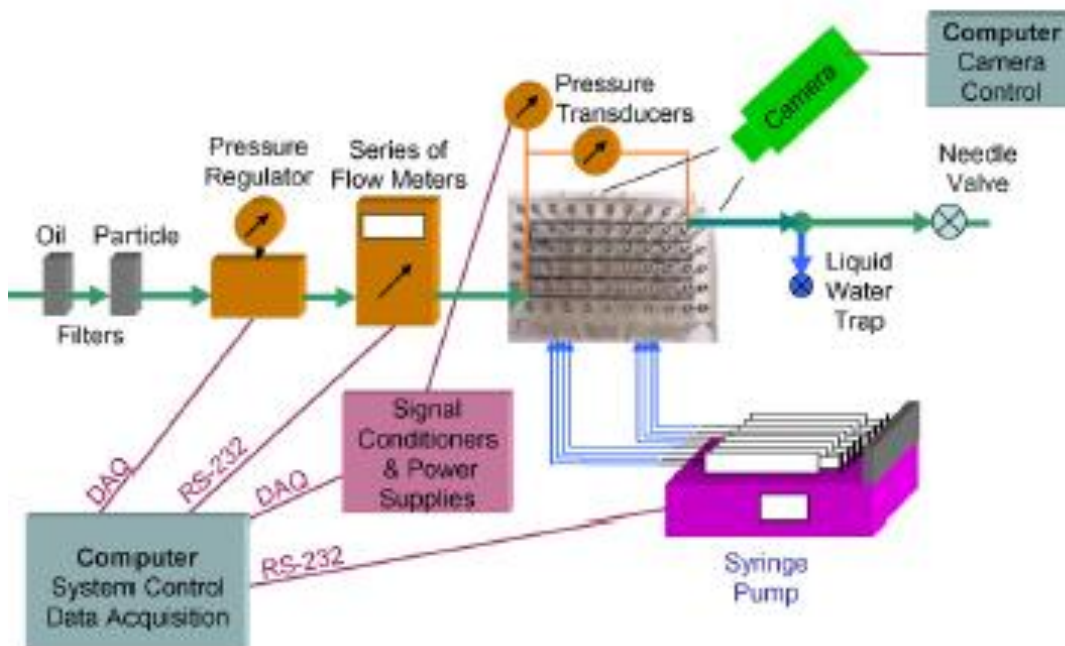 Computer
Camera
Control
Camera
Pressure
Transducers
Needle
Valve
Pressure
Regulator
Series of
Flow Meters
Oil
Particle
Filters
Liquid
Water
Trap
Signal
Conditioners
& Power
Supplies
DAQ
RS-232
DAQ
RS-232
Computer
System Control
Data Acquisition
Syringe
Pump